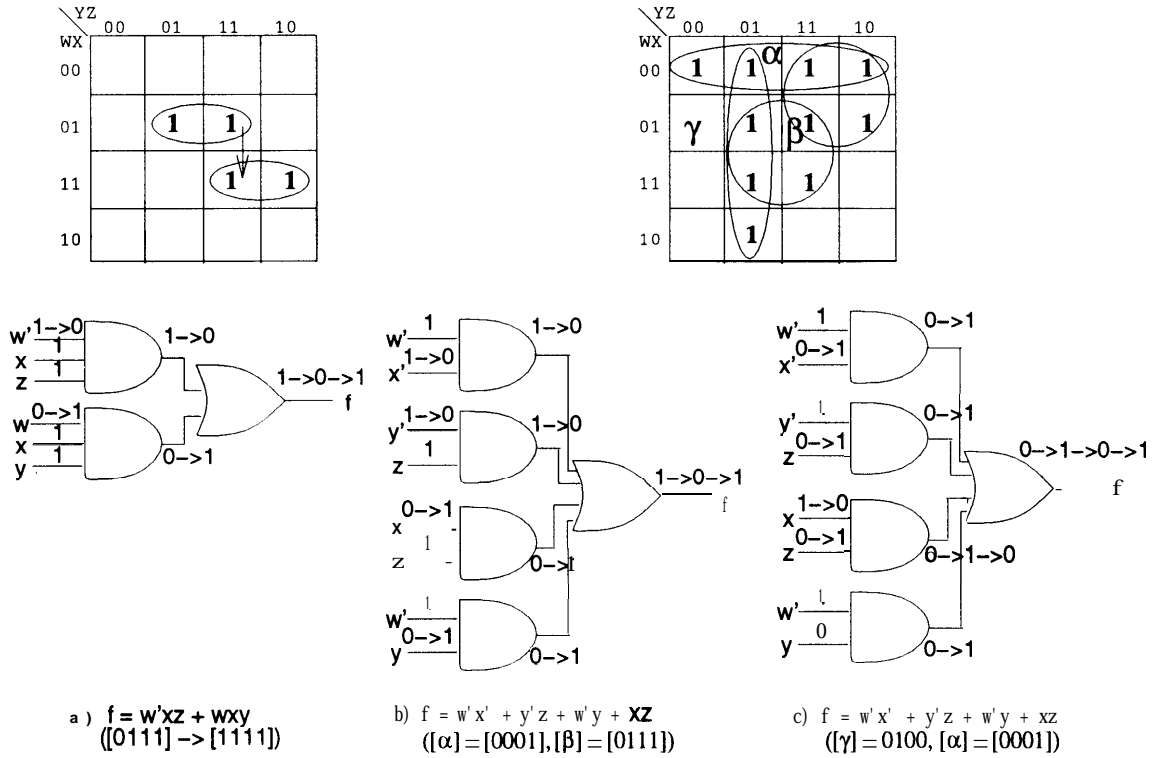 YZ
WX
00 01 11 10
00
01 1 1
11 1 1
10
YZ
WX
00 01 11 10
α
00 1 1 1 1
01 γ 1 β 1 1
11 1 1
10 1
w' 1->0
x 1
z 1
1->0
w 0->1
x 1
y 1
0->1
1->0->1
f
w' 1
x' 1->0
1->0
y' 1->0
z 1
1->0
x 0->1
z 1
0->1
w' 1
y 0->1
0->1
1->0->1
f
w' 1
x' 0->1
0->1
y' 1
z 0->1
0->1
x 1->0
z 0->1
0->1->0
w' 1
y 0
0->1
0->1->0->1
f
a) f = w'xz + wxy
([0111] -> [1111])
b) f = w'x' + y'z + w'y + xz
([α] = [0001], [β] = [0111])
c) f = w'x' + y'z + w'y + xz
([γ] = 0100, [α] = [0001])